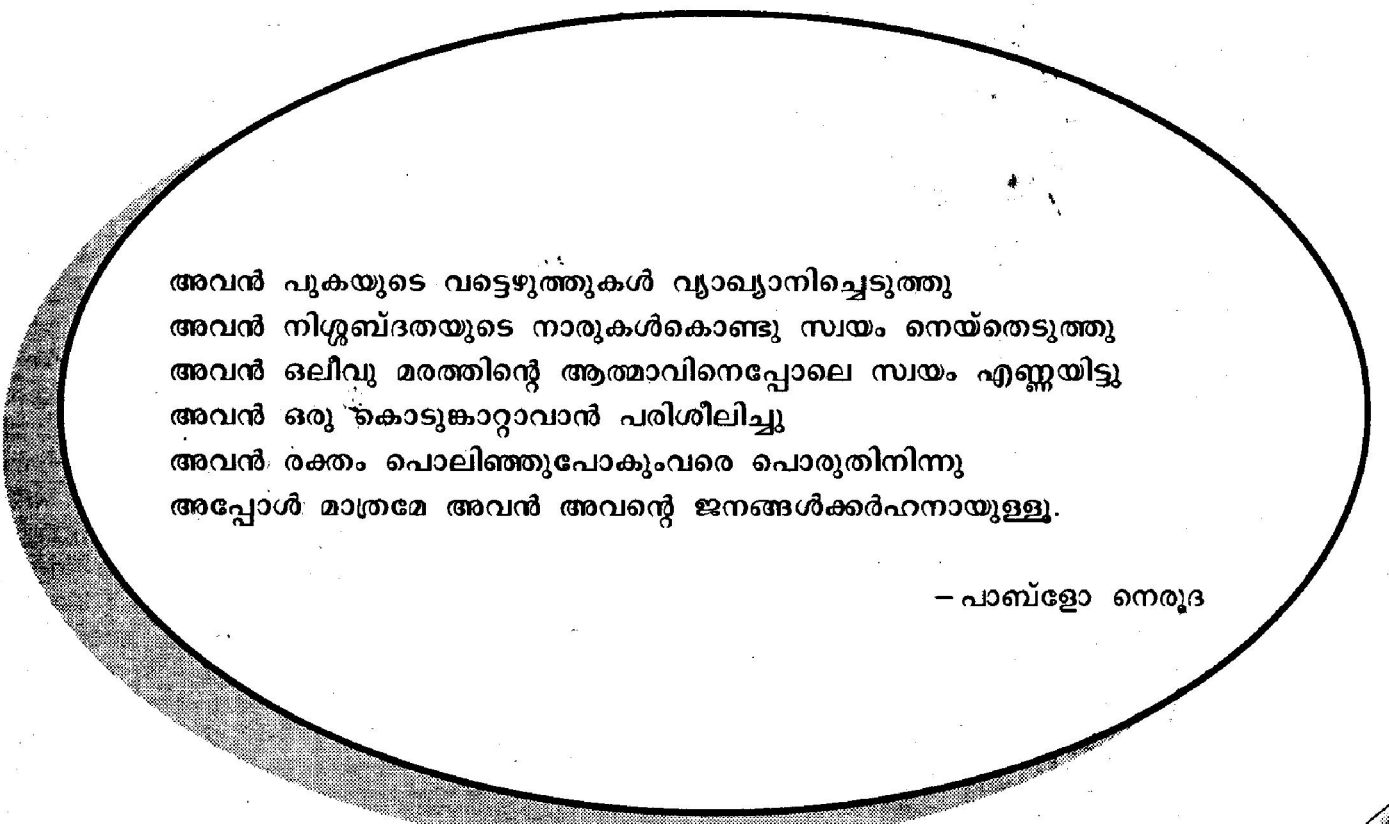 അവൻ പുകയുടെ വട്ടെഴുത്തുകൾ വ്യാഖ്യാനിച്ചെടുത്തു
അവൻ നിശ്ശബ്ദതയുടെ നാരുകൾകൊണ്ടു സ്വയം നെയ്തെടുത്തു
അവൻ ഒലീവു മരത്തിന്റെ ആത്മാവിനെപ്പോലെ സ്വയം എണ്ണയിട്ടു
അവൻ ഒരു കൊടുങ്കാറ്റാവാൻ പരിശീലിച്ചു
അവൻ രക്തം പൊലിഞ്ഞുപോകുംവരെ പൊരുതിനിന്നു
അപ്പോൾ മാത്രമേ അവൻ അവന്റെ ജനങ്ങൾക്കർഹനായുള്ളൂ.
– പാബ്ളോ നെരൂദ